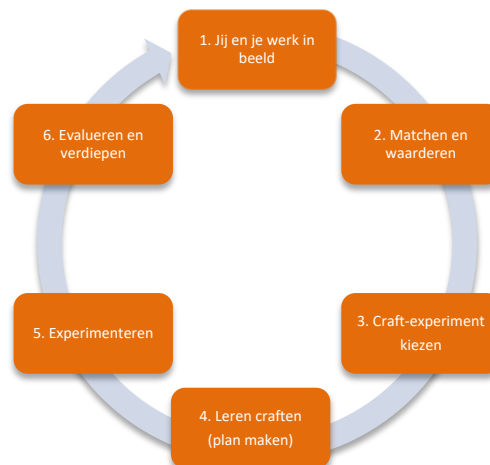 1. Jij en je werk in
beeld
2. Matchen en
waarderen
3. Craft-experiment
kiezen
4. Leren craften
(plan maken)
5. Experimenteren
6. Evalueren en
verdiepen